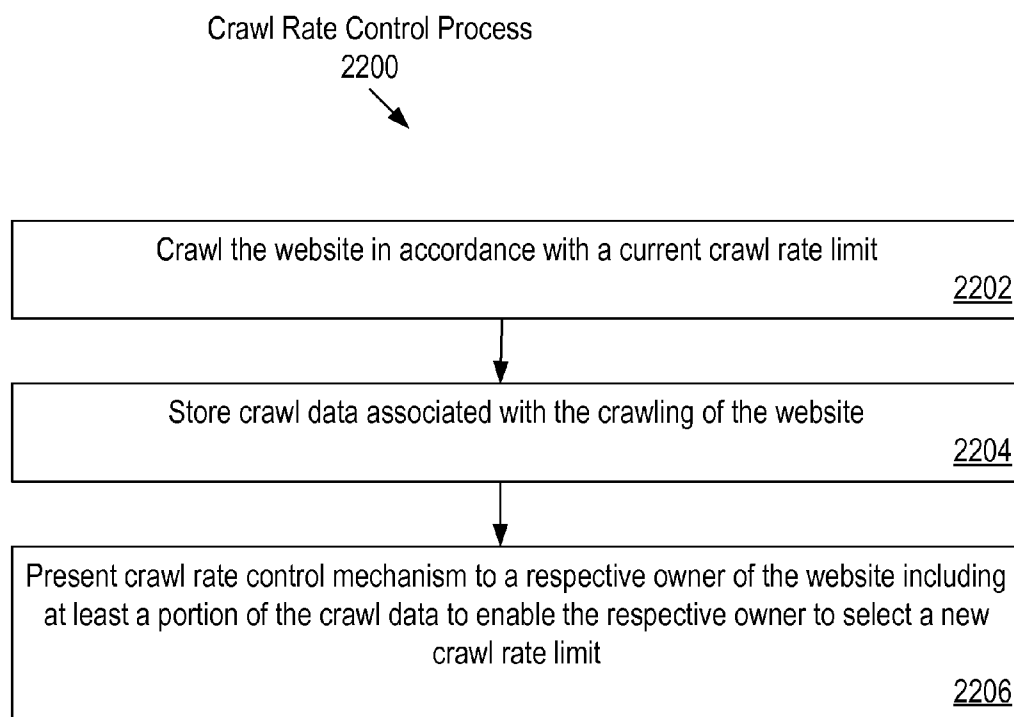 Crawl Rate Control Process
2200
Crawl the website in accordance with a current crawl rate limit
2202
Store crawl data associated with the crawling of the website
2204
Present crawl rate control mechanism to a respective owner of the website including
at least a portion of the crawl data to enable the respective owner to select a new
crawl rate limit
2206